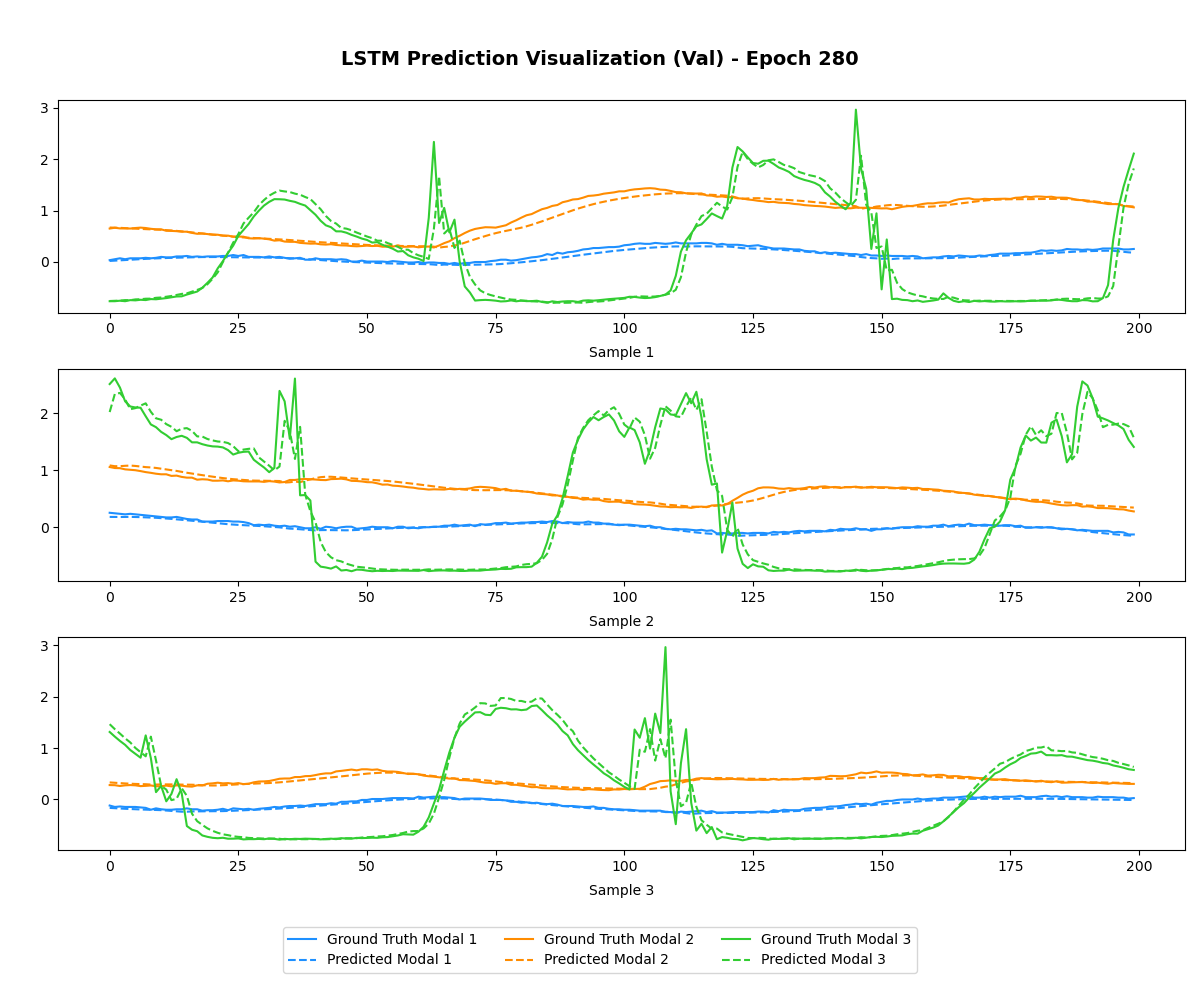 LSTM Prediction Visualization (Val) - Epoch 280
3
2
1
0
0 25 50 75 100 125 150 175 200
Sample 1
2
1
0
0 25 50 75 100 125 150 175 200
Sample 2
3
2
1
0
0 25 50 75 100 125 150 175 200
Sample 3
Ground Truth Modal 1 Ground Truth Modal 2 Ground Truth Modal 3
Predicted Modal 1 Predicted Modal 2 Predicted Modal 3